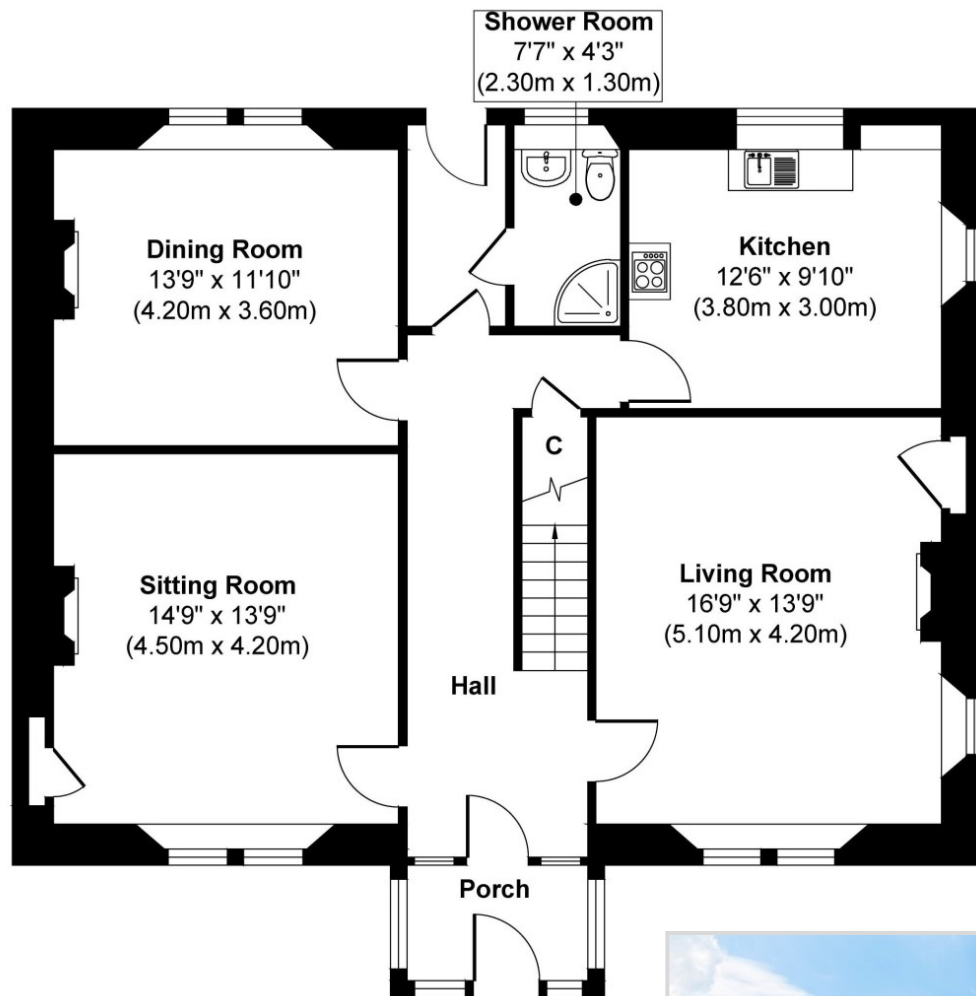 Shower Room
7'7" x 4'3"
(2.30m x 1.30m)
Dining Room
13'9" x 11'10"
(4.20m x 3.60m)
Kitchen
12'6" x 9'10"
(3.80m x 3.00m)
C
Sitting Room
14'9" x 13'9"
(4.50m x 4.20m)
Living Room
16'9" x 13'9"
(5.10m x 4.20m)
Hall
Porch